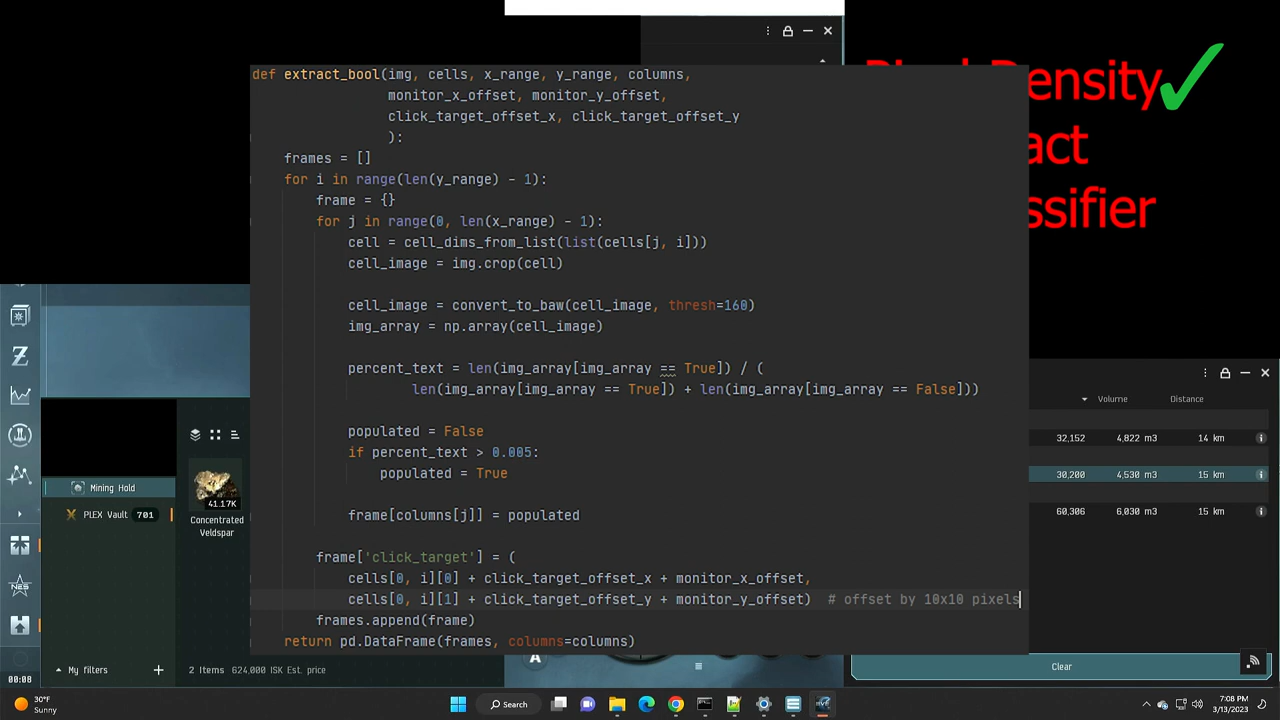 def extract_bool(img, cells, x_range, y_range, columns,
monitor_x_offset, monitor_y_offset,
click_target_offset_x, click_target_offset_y
):
frames = []
for i in range(len(y_range) - 1):
frame = {}
for j in range(0, len(x_range) - 1):
cell = cell_dims_from_list(list(cells[j, i]))
cell_image = img.crop(cell)
cell_image = convert_to_baw(cell_image, thresh=160)
img_array = np.array(cell_image)
percent_text = len(img_array[img_array == True]) / (
len(img_array[img_array == True]) + len(img_array[img_array == False]))
populated = False
if percent_text > 0.005:
populated = True
frame[columns[j]] = populated
frame['click_target'] = (
cells[0, i][0] + click_target_offset_x + monitor_x_offset,
cells[0, i][1] + click_target_offset_y + monitor_y_offset) # offset by 10x10 pixels
frames.append(frame)
return pd.DataFrame(frames, columns=columns)
Density
Mining Hold
PLEX Vault 701
41.17K
Concentrated
Veldspar
My filters
2 Items 624,000 ISK Est. price
NES
00:08
Volume Distance
32,152 4,822 m3 14 km
30,200 4,530 m3 15 km
60,306 6,030 m3 15 km
Clear
A
30°F
Sunny
Search
7:08 PM
3/13/2023